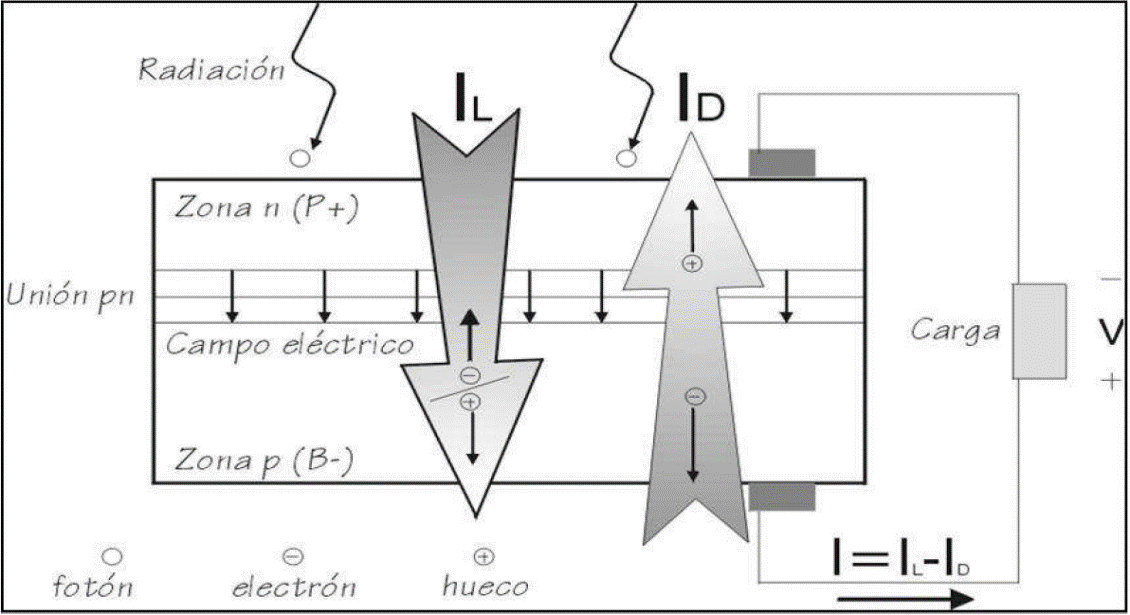 Radiación
IL
ID
Zona n (P+)
Unión pn
Campo eléctrico
Zona p (B-)
Carga
−
V
+
I=IL-ID
fotón
electrón
hueco